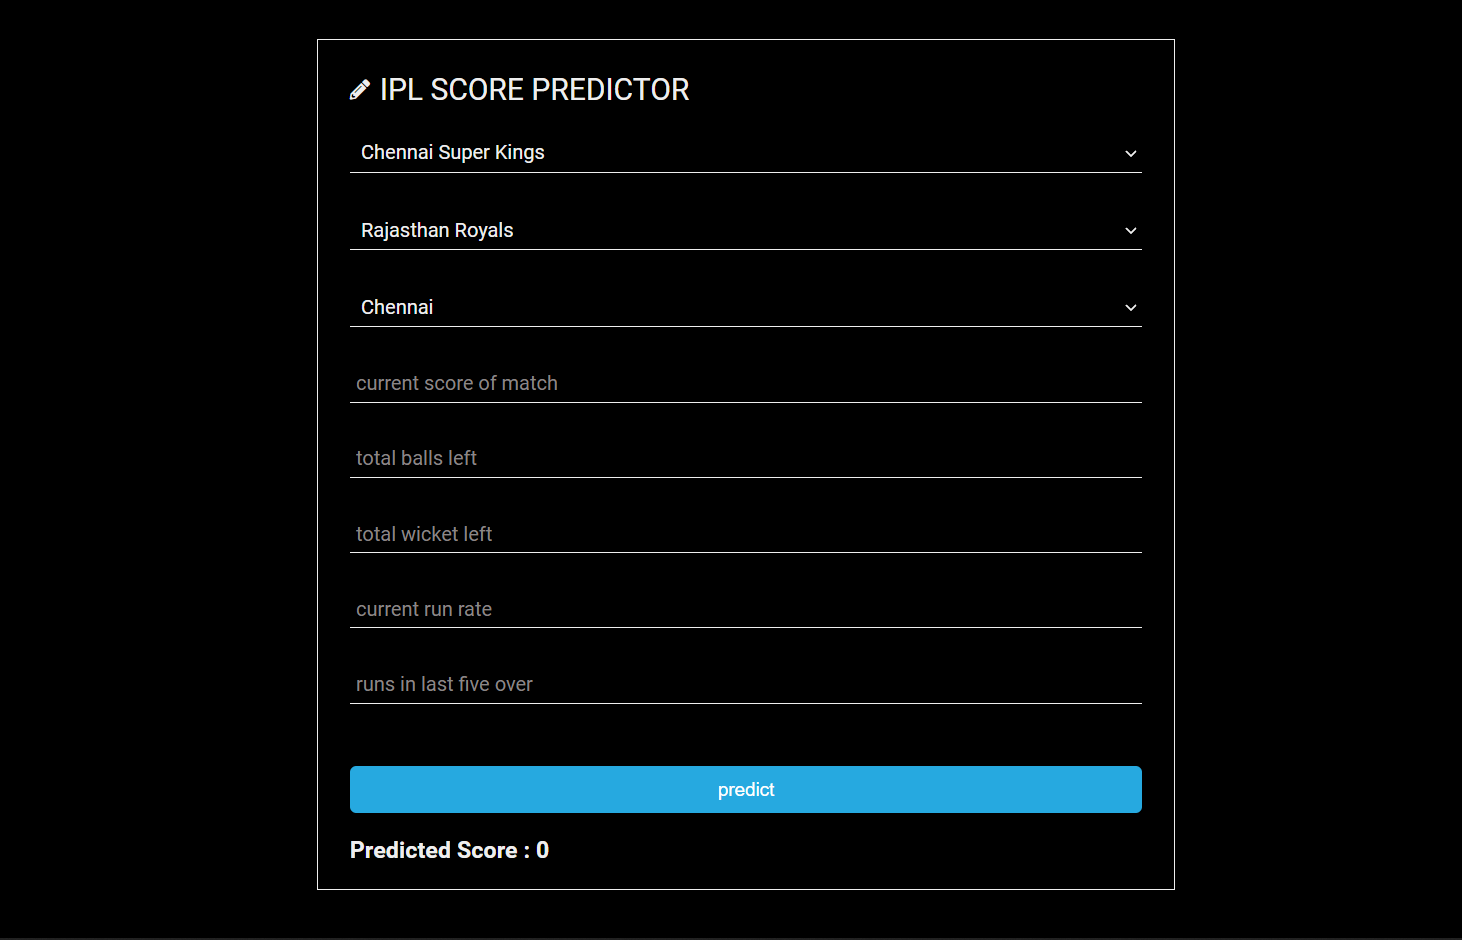 IPL SCORE PREDICTOR
Chennai Super Kings
Rajasthan Royals
Chennai
current score of match
total balls left
total wicket left
current run rate
runs in last five over
predict
Predicted Score : 0